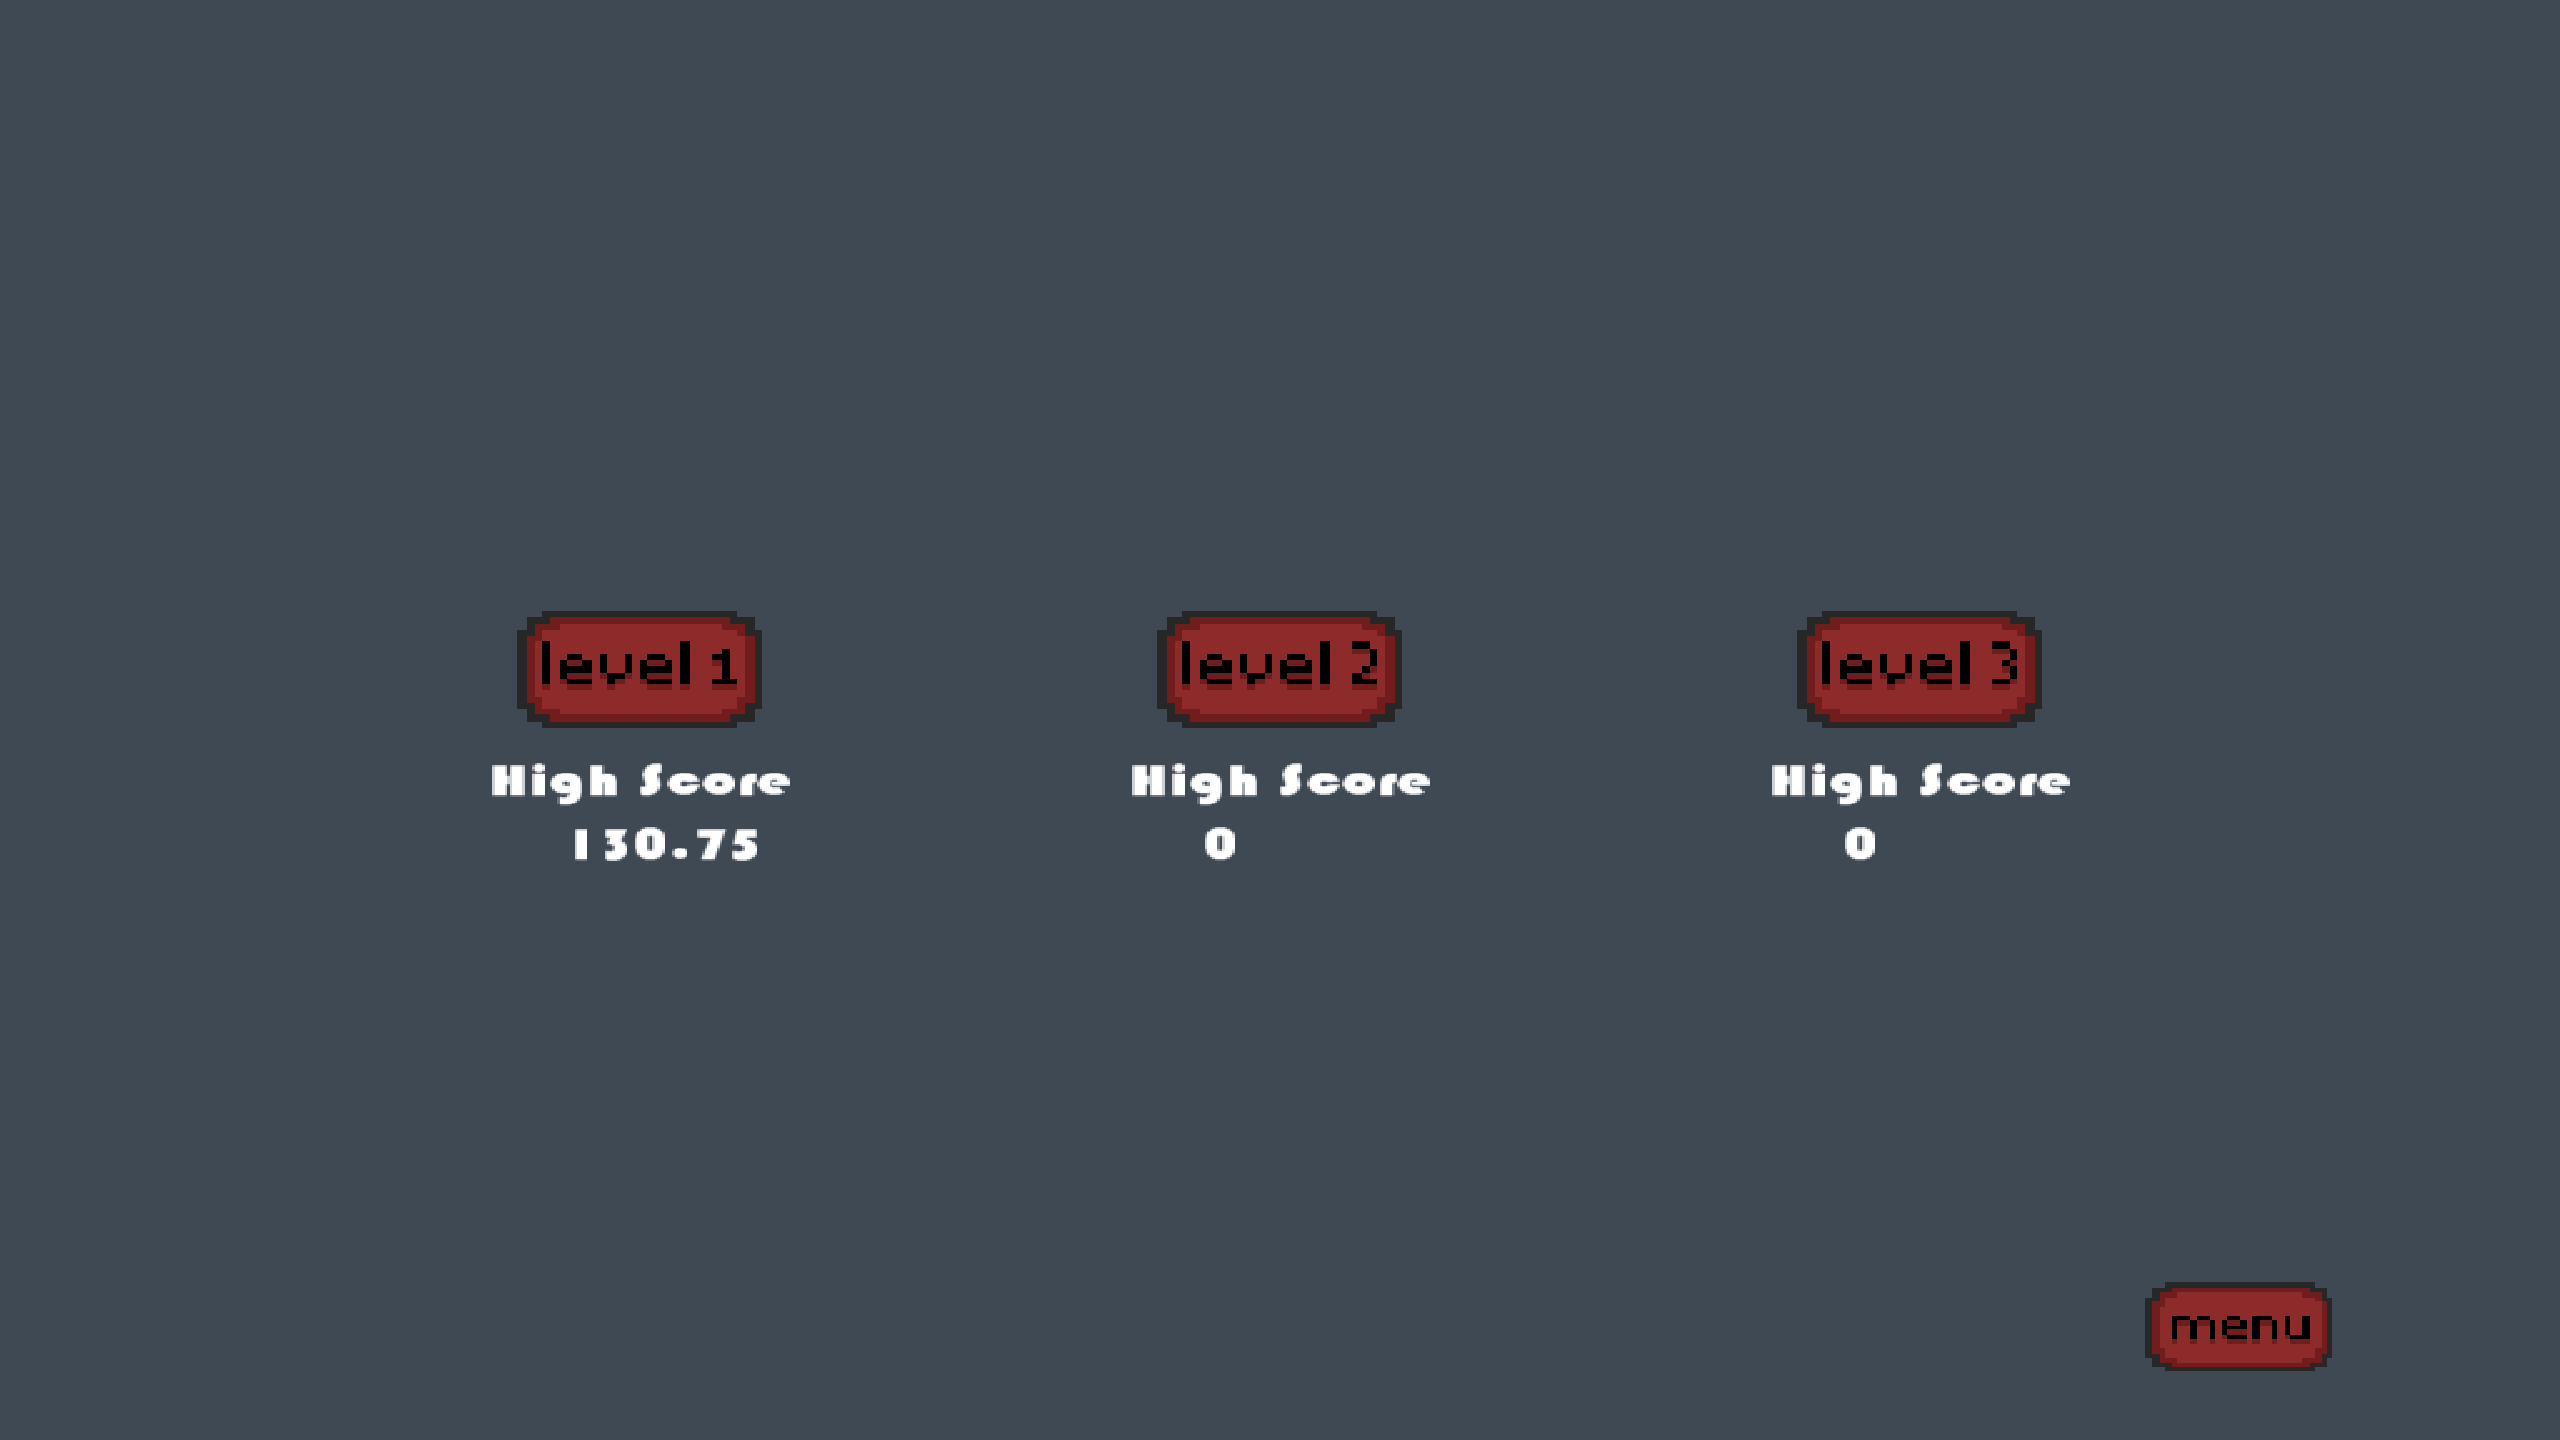 level 1 level 2 level 3
High Score High Score High Score
130.75 0 0
menu